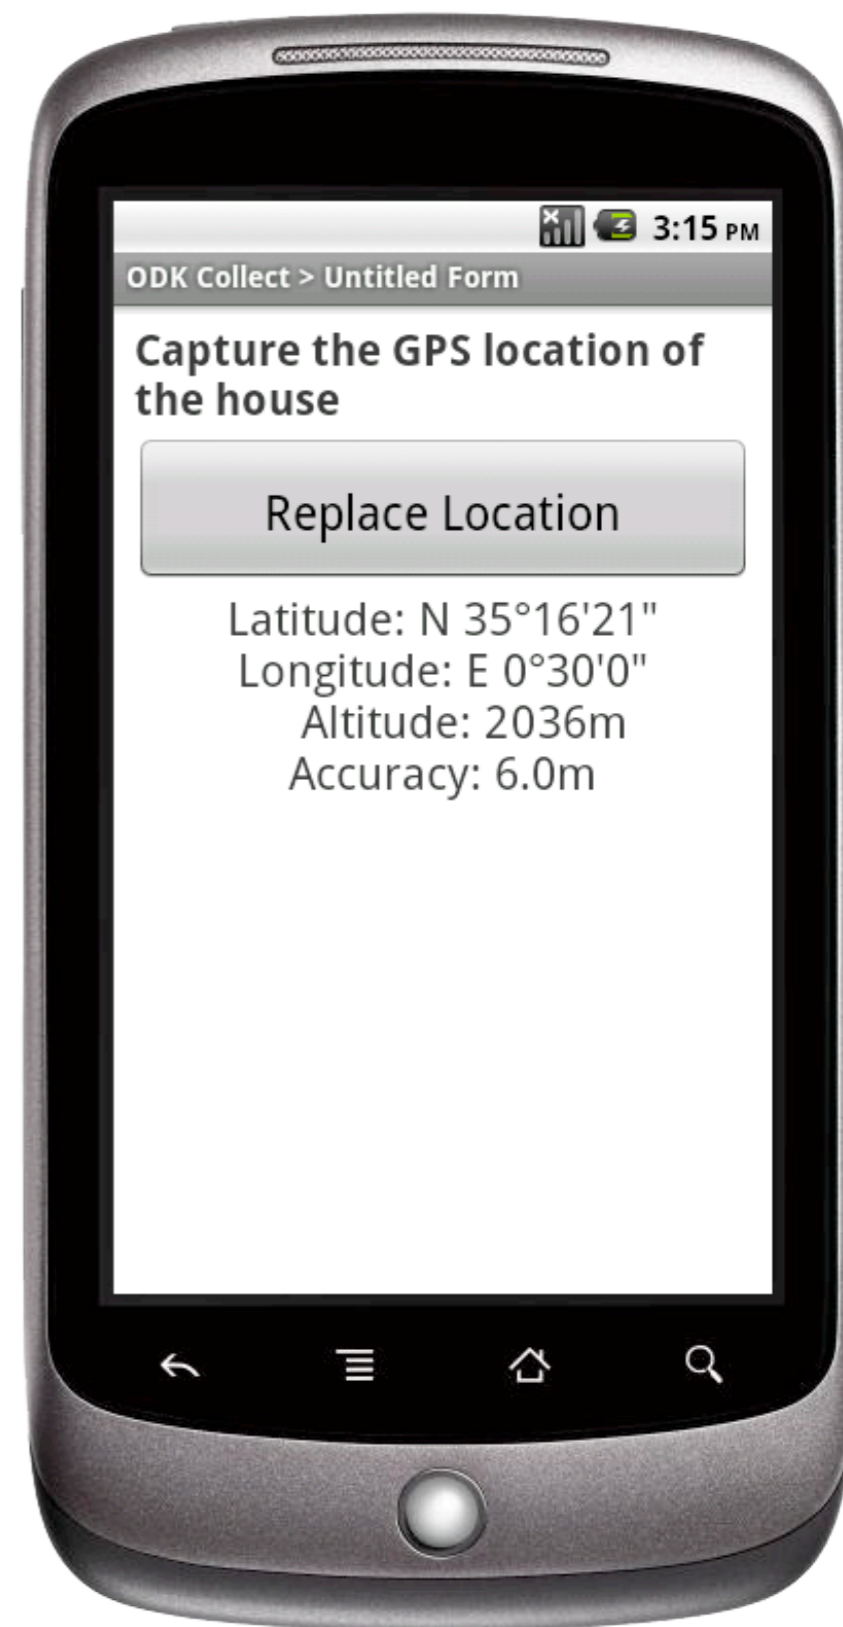 3:15 PM
ODK Collect > Untitled Form
Capture the GPS location of
the house
Replace Location
Latitude: N 35°16'21"
Longitude: E 0°30'0"
Altitude: 2036m
Accuracy: 6.0m